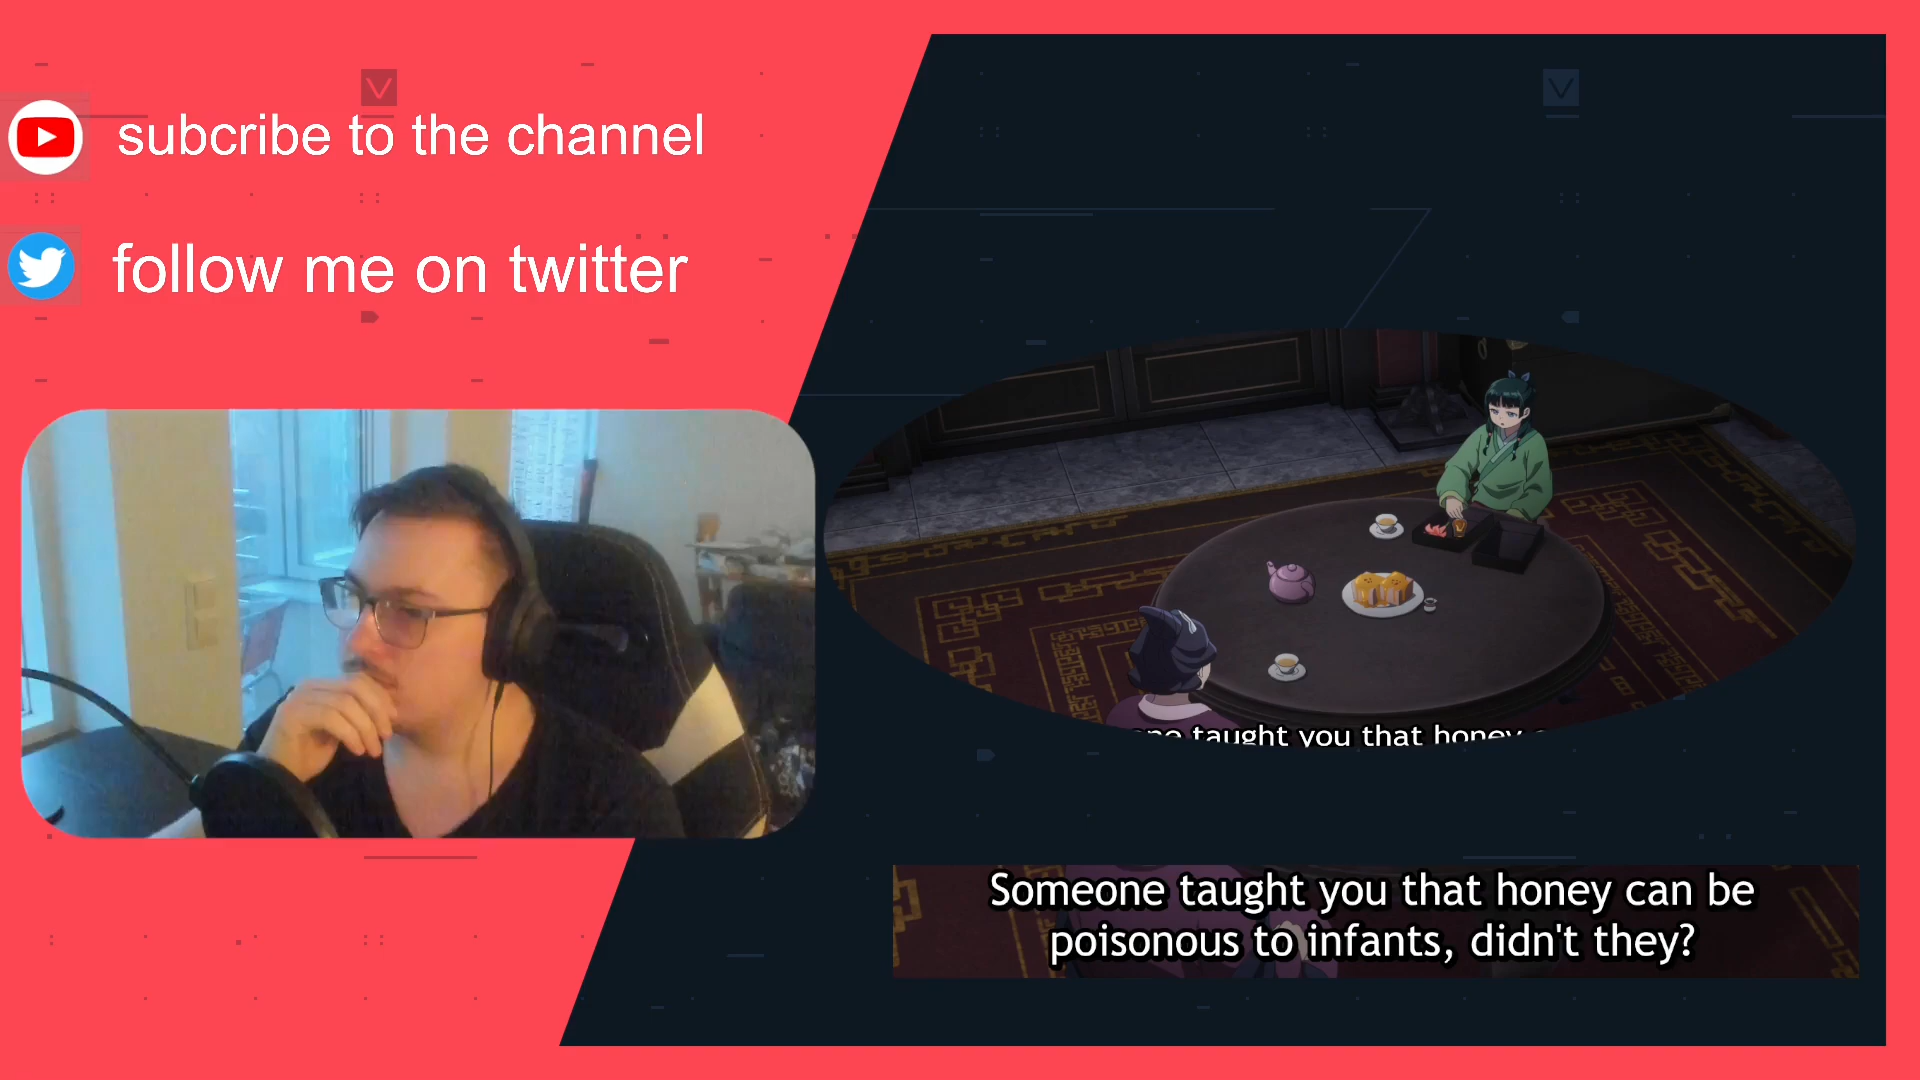 subcribe to the channel
follow me on twitter
taught you that honey
Someone taught you that honey can be
poisonous to infants, didn't they?